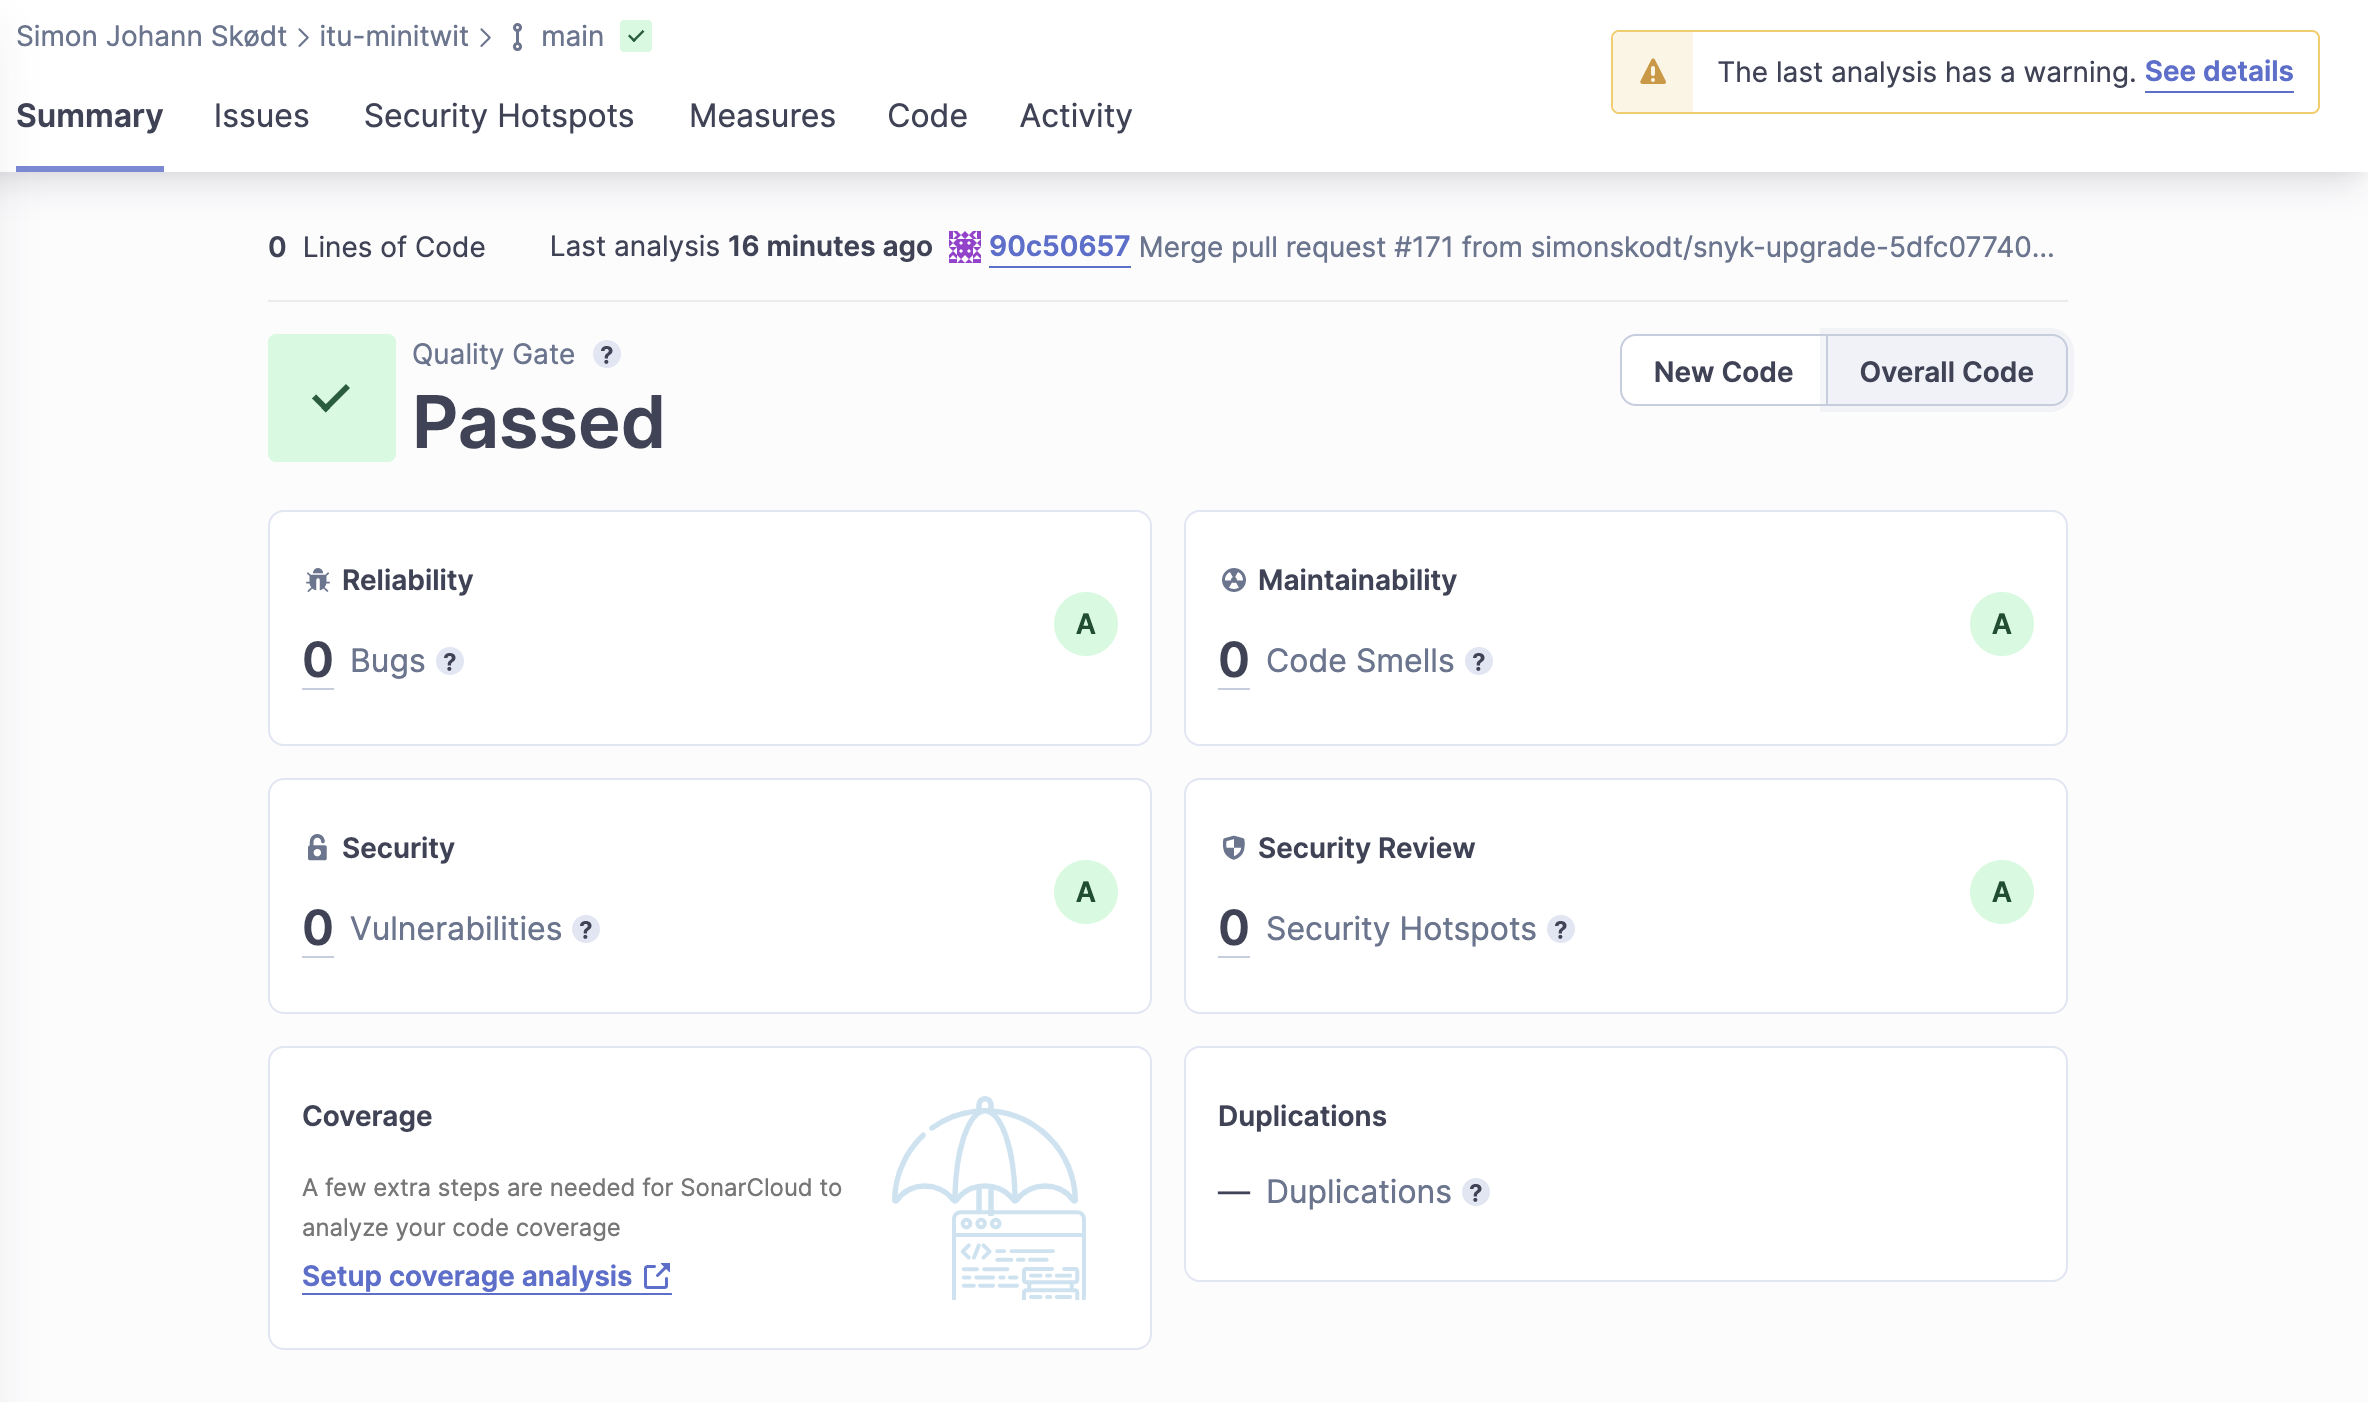 Simon Johann Skødt > itu-minitwit > main
The last analysis has a warning. See details
Summary Issues Security Hotspots Measures Code Activity
0 Lines of Code Last analysis 16 minutes ago 90c50657 Merge pull request #171 from simonskodt/snyk-upgrade-5dfc07740...
Quality Gate ?
Passed
New Code Overall Code
Reliability
A
0 Bugs ?
Maintainability
A
0 Code Smells ?
Security
A
0 Vulnerabilities ?
Security Review
A
0 Security Hotspots ?
Coverage
A few extra steps are needed for SonarCloud to
analyze your code coverage
Setup coverage analysis
</>
Duplications
— Duplications ?